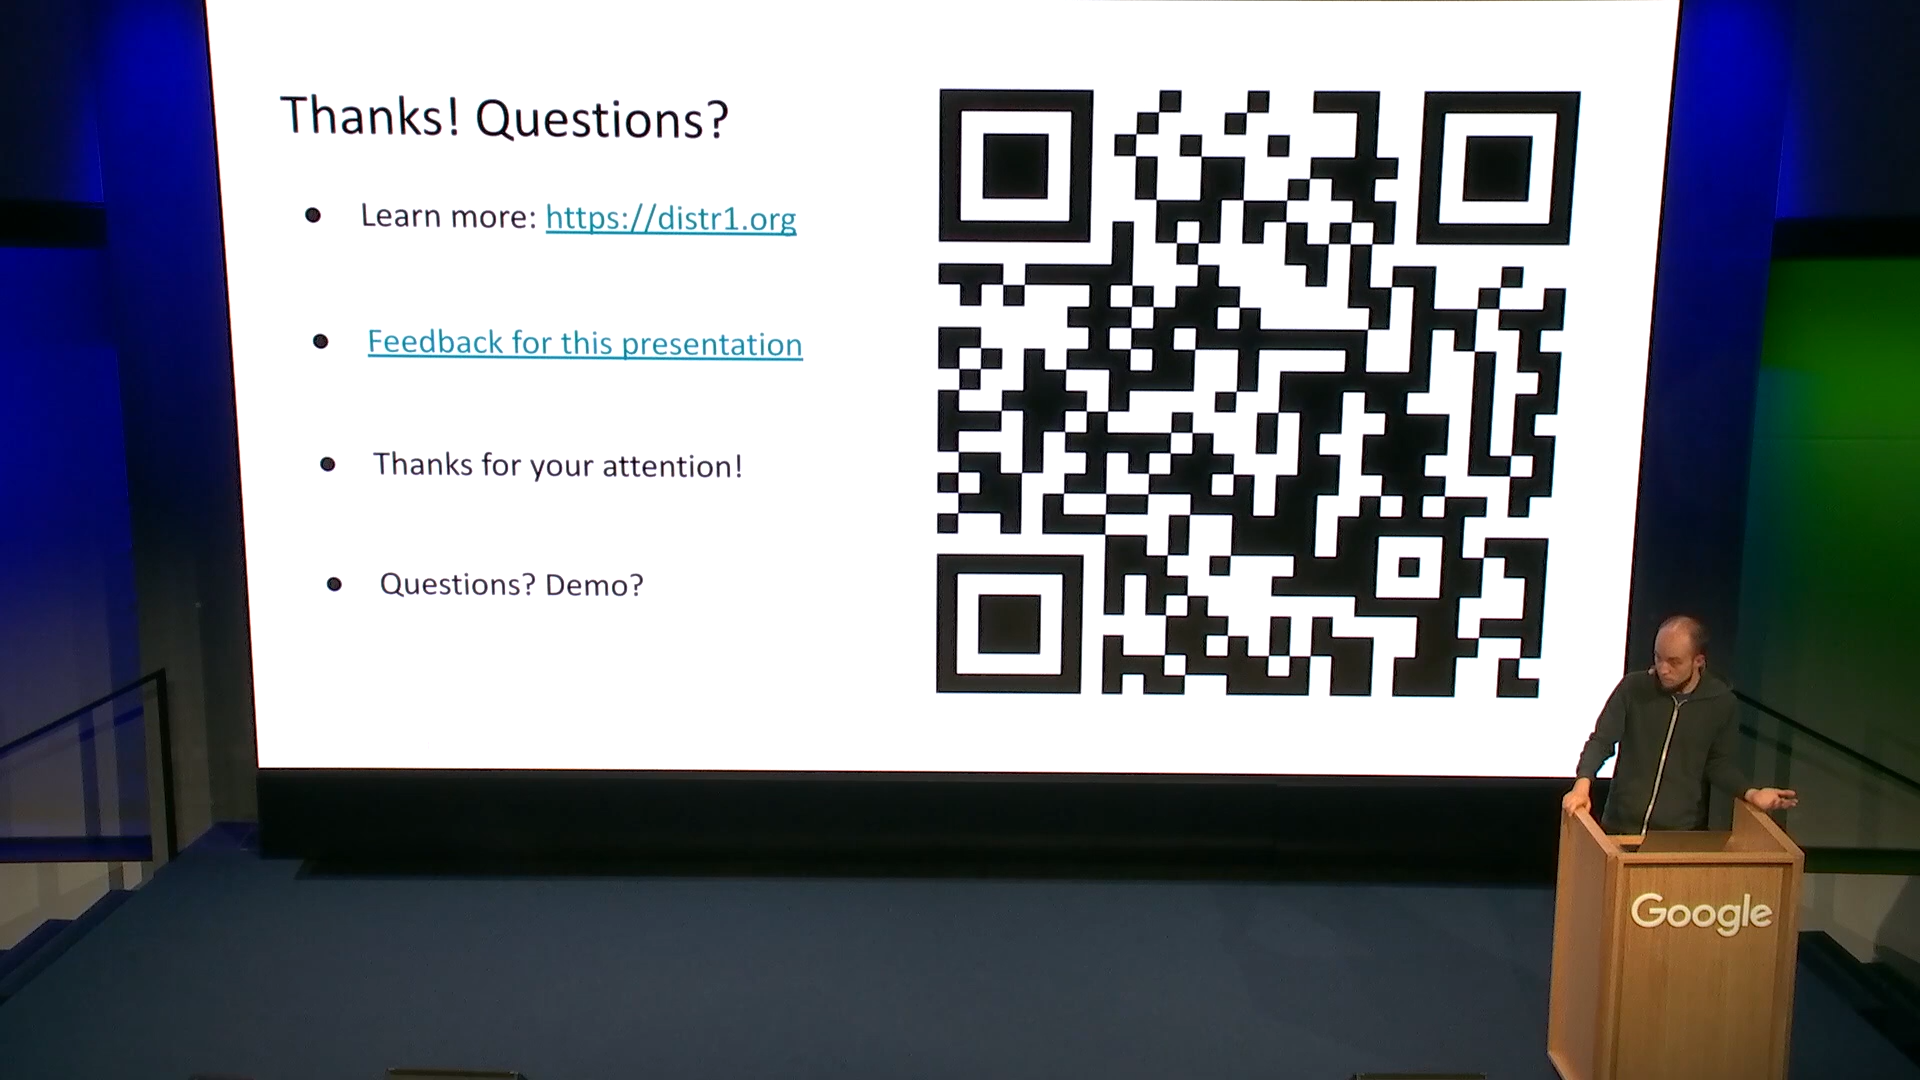 Thanks! Questions?
Learn more: https://distr1.org
Feedback for this presentation
Thanks for your attention!
Questions? Demo?
Google